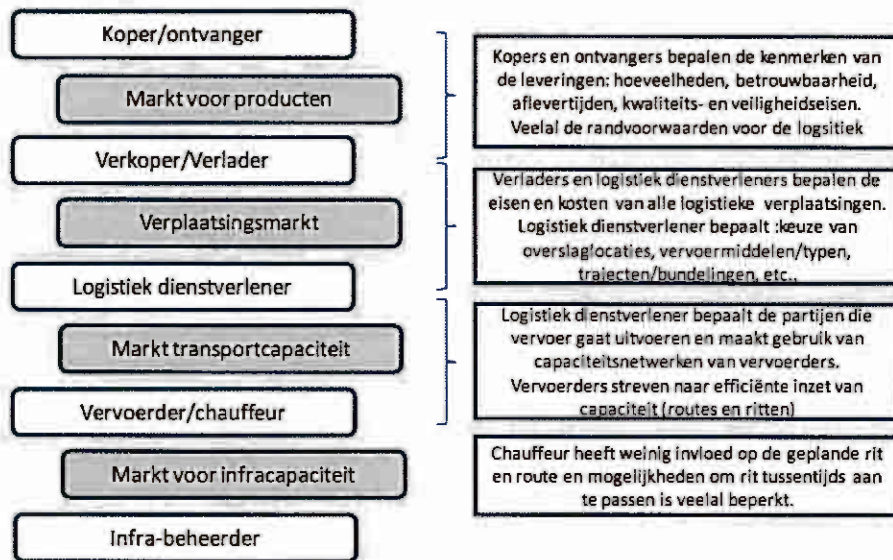 Koper/ontvanger
Markt voor producten
Verkoper/Verlader
Verplaatsingsmarkt
Logistiek dienstverlener
Markt transportcapaciteit
Vervoerder/chauffeur
Markt voor infracapaciteit
Infra-beheerder
Kopers en ontvangers bepalen de kenmerken van
de leveringen: hoeveelheden, betrouwbaarheid,
aflevertijden, kwaliteits- en veiligheidseisen.
Veelal de randvoorwaarden voor de logsitiek
Verladers en logistiek dienstverleners bepalen de
eisen en kosten van alle logistieke verplaatsingen.
Logistiek dienstverlener bepaalt :keuze van
overslaglocaties, vervoermiddelen/typen,
trajecten/bundelingen, etc..
Logistiek dienstverlener bepaalt de partijen die
vervoer gaat uitvoeren en maakt gebruik van
capaciteitsnetwerken van vervoerders.
Vervoerders streven naar efficiënte inzet van
capaciteit (routes en ritten)
Chauffeur heeft weinig invloed op de geplande rit
en route en mogelijkheden om rit tussentijds aan
te passen is veelal beperkt.